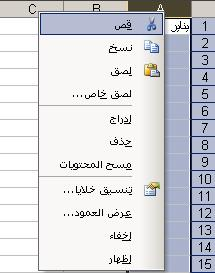 C B A
يناير 1
قص 2
نسخ 3
لصق 4
لصق خاص... 5
إدراج 6
حذف 7
مسح المحتويات 8
9
تنسيق خلايا... 10
عرض العمود... 11
12
إخفاء 13
إظهار 14
15